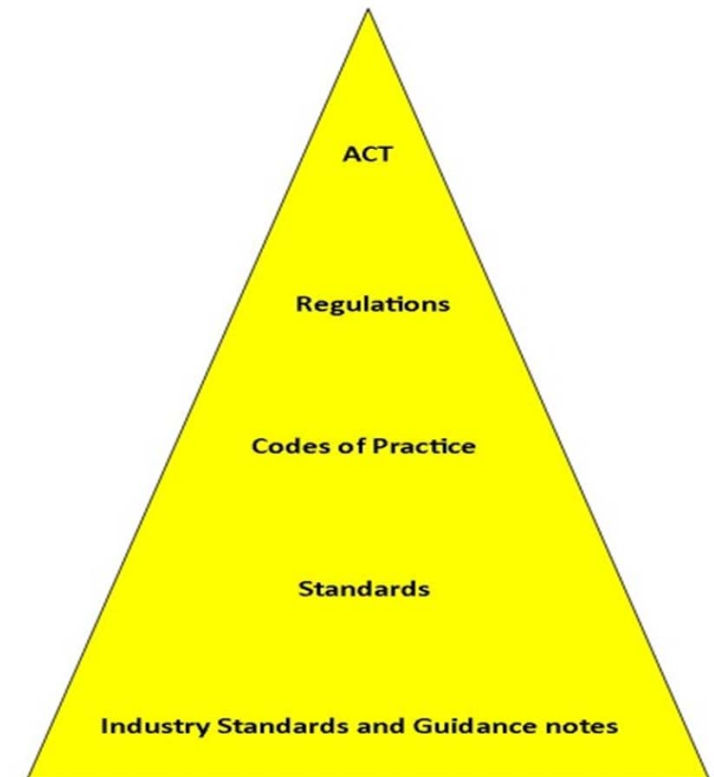 ACT
Regulations
Codes of Practice
Standards
Industry Standards and Guidance notes